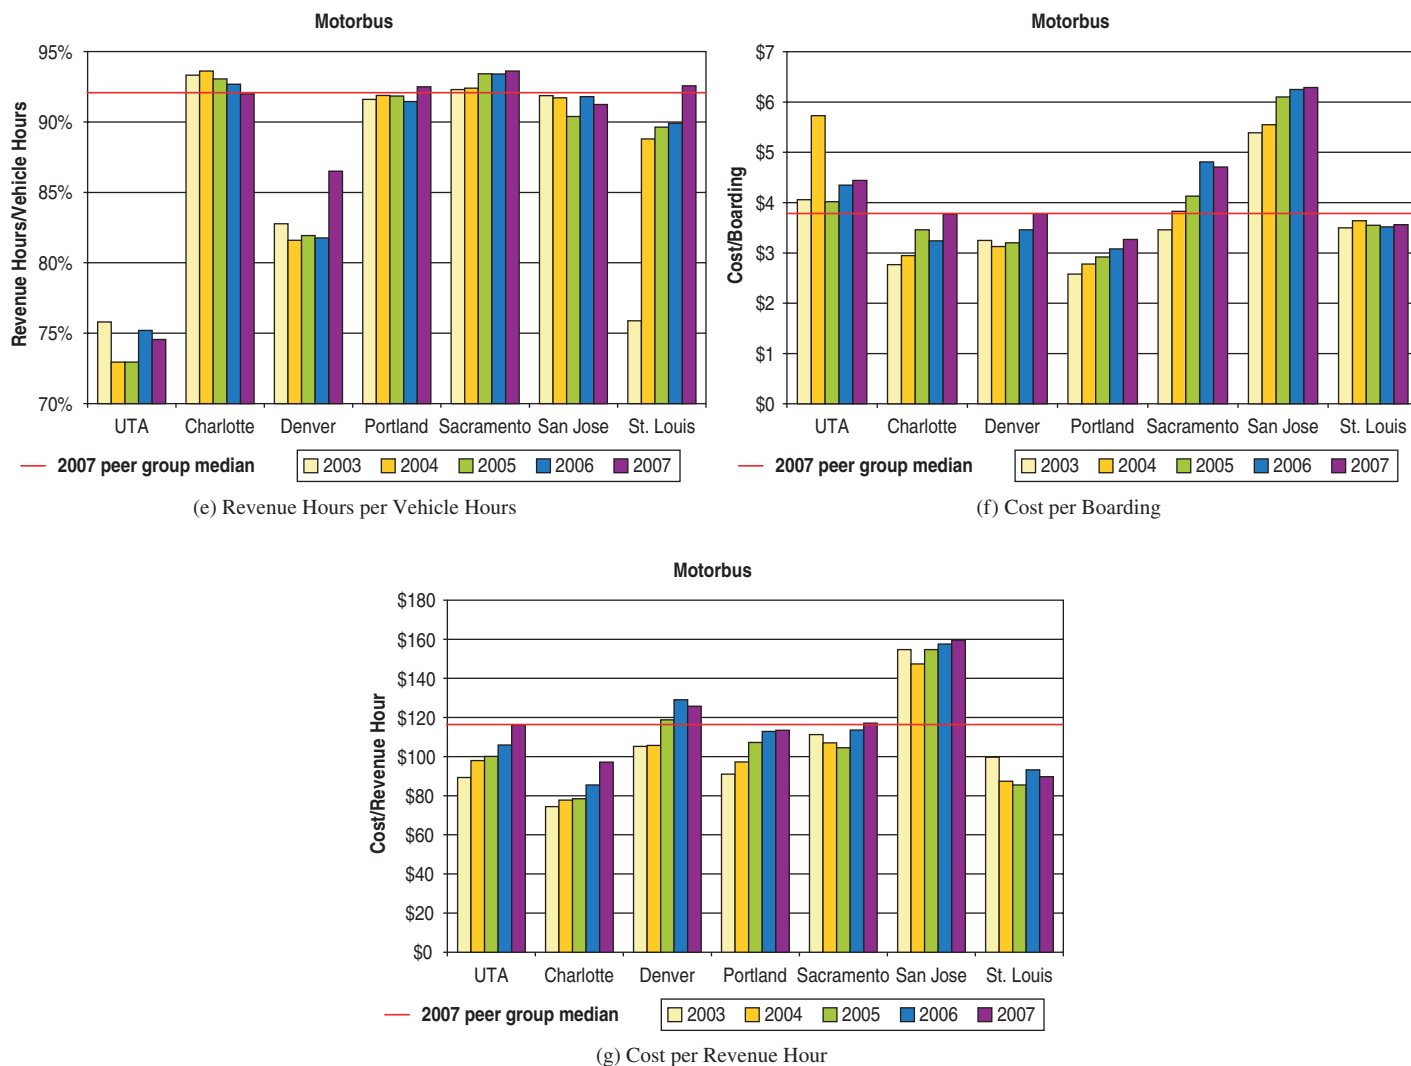 Motorbus
95%
90%
85%
80%
75%
70%
Revenue Hours/Vehicle Hours
UTA Charlotte Denver Portland Sacramento San Jose St. Louis
2007 peer group median 2003 2004 2005 2006 2007
(e) Revenue Hours per Vehicle Hours
Motorbus
$7
$6
$5
$4
$3
$2
$1
$0
Cost/Boarding
UTA Charlotte Denver Portland Sacramento San Jose St. Louis
2007 peer group median 2003 2004 2005 2006 2007
(f) Cost per Boarding
Motorbus
$180
$160
$140
$120
$100
$80
$60
$40
$20
$0
Cost/Revenue Hour
UTA Charlotte Denver Portland Sacramento San Jose St. Louis
2007 peer group median 2003 2004 2005 2006 2007
(g) Cost per Revenue Hour